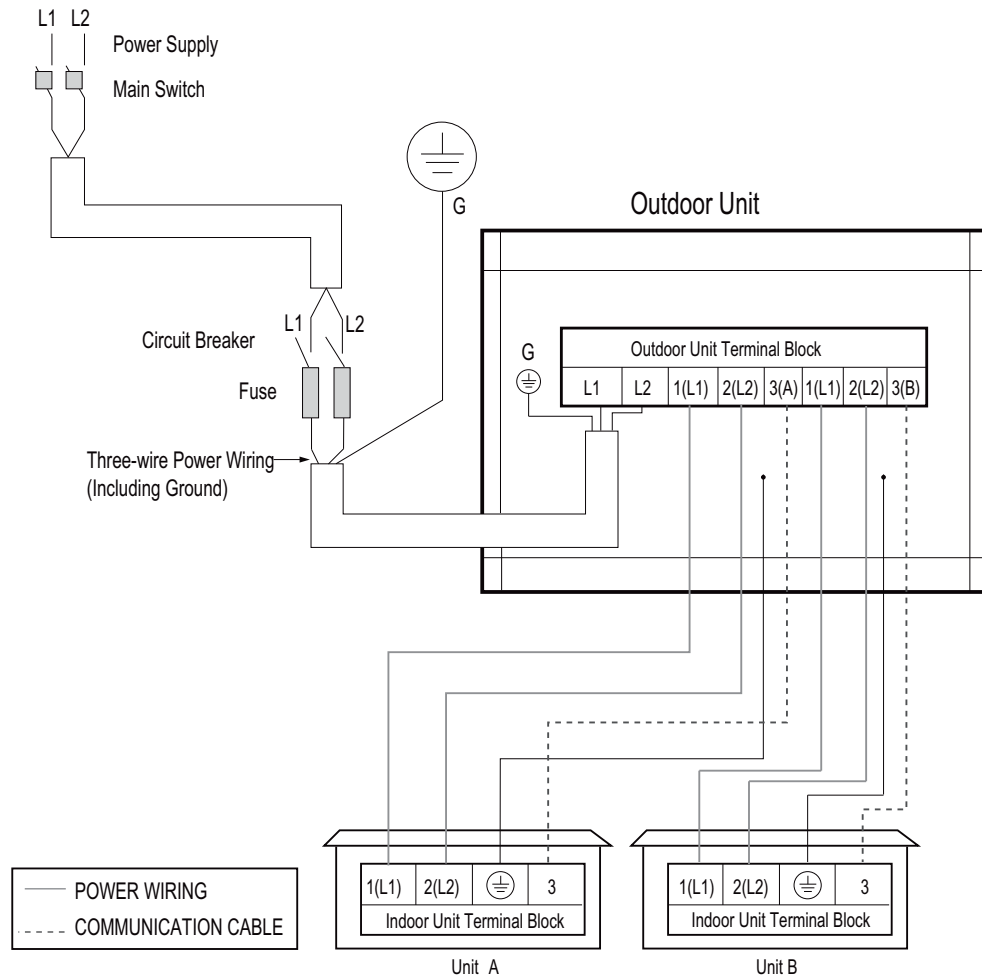 L1 L2
Power Supply
Main Switch
G
Outdoor Unit
L1 L2
Circuit Breaker
Fuse
Three-wire Power Wiring
(Including Ground)
G
Outdoor Unit Terminal Block
L1 L2 1(L1) 2(L2) 3(A) 1(L1) 2(L2) 3(B)
1(L1) 2(L2) 3
Indoor Unit Terminal Block
Unit A
1(L1) 2(L2) 3
Indoor Unit Terminal Block
Unit B
POWER WIRING
COMMUNICATION CABLE